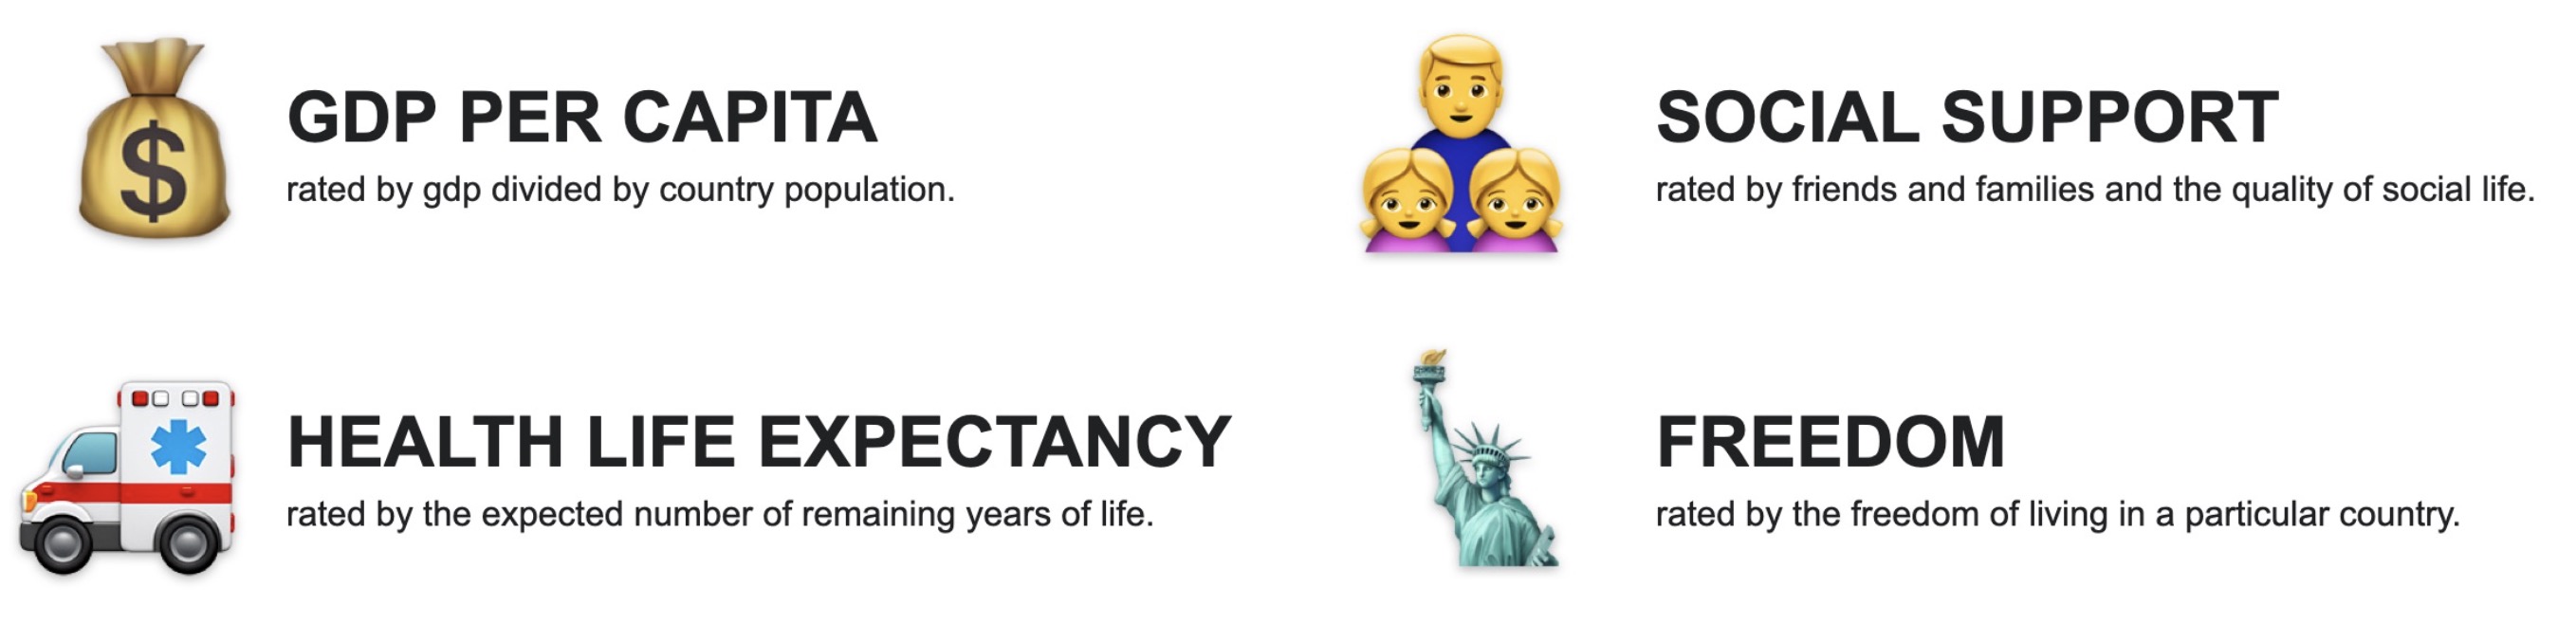 $
GDP PER CAPITA
rated by gdp divided by country population.
SOCIAL SUPPORT
rated by friends and families and the quality of social life.
HEALTH LIFE EXPECTANCY
rated by the expected number of remaining years of life.
FREEDOM
rated by the freedom of living in a particular country.